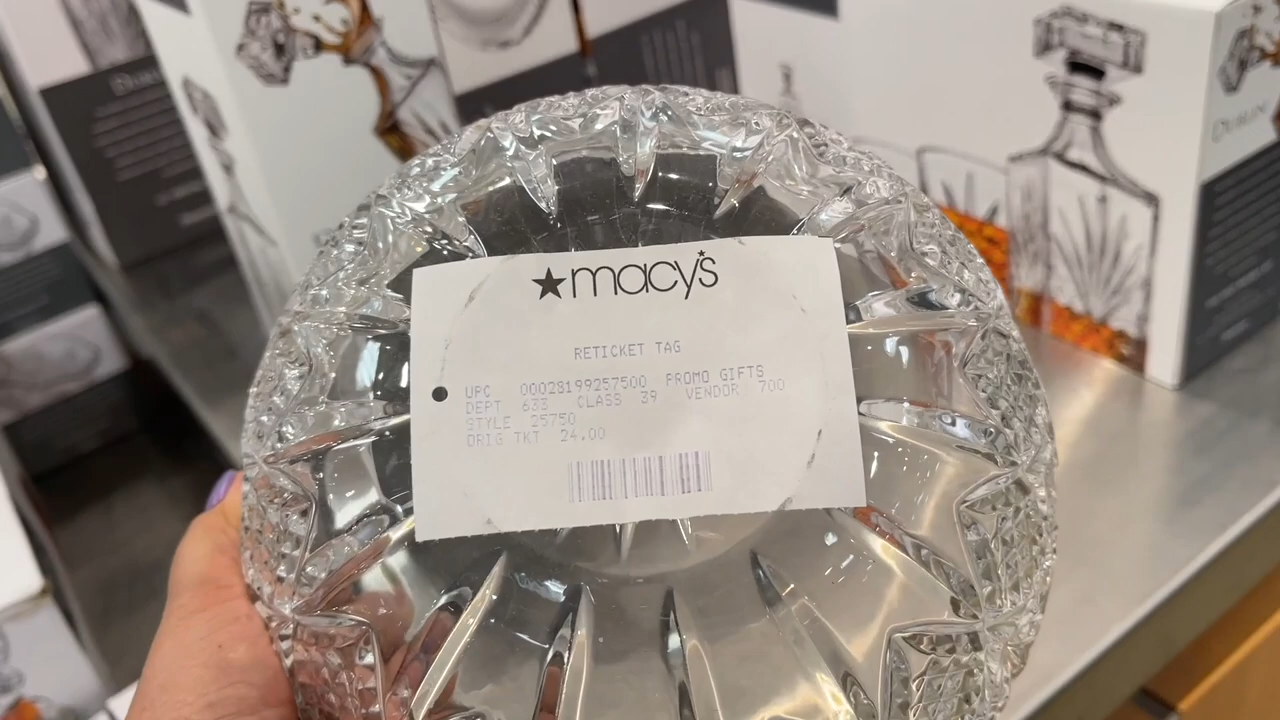 ★macy's
RETICKET TAG
UPC 00028199257500 PROMO GIFTS
DEPT 633 CLASS 39 VENDOR 700
STYLE 25750
ORIG TKT 24.00
DUBLIN